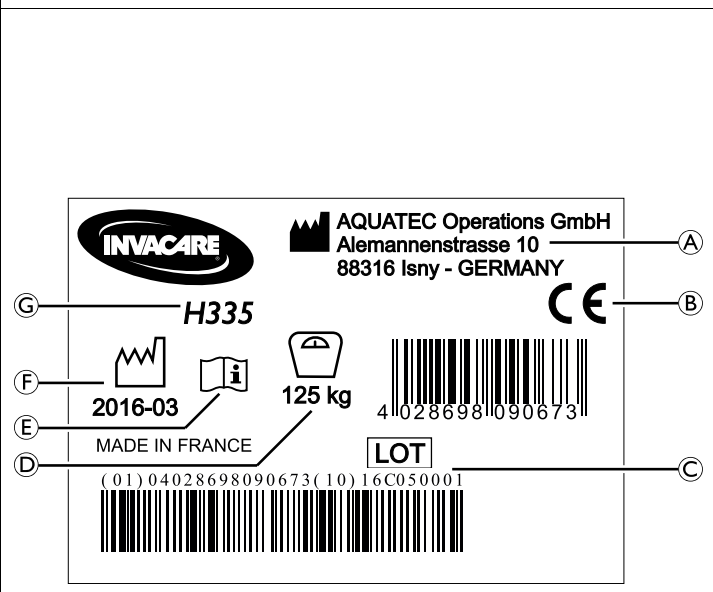 INVACARE®
AQUATEC Operations GmbH
Alemannenstrasse 10
88316 Isny - GERMANY
A
CE
B
G
H335
F
2016-03
i
E
125 kg
D
4 028698 090673
MADE IN FRANCE
LOT
C
(01)04028698090673(10)16C050001